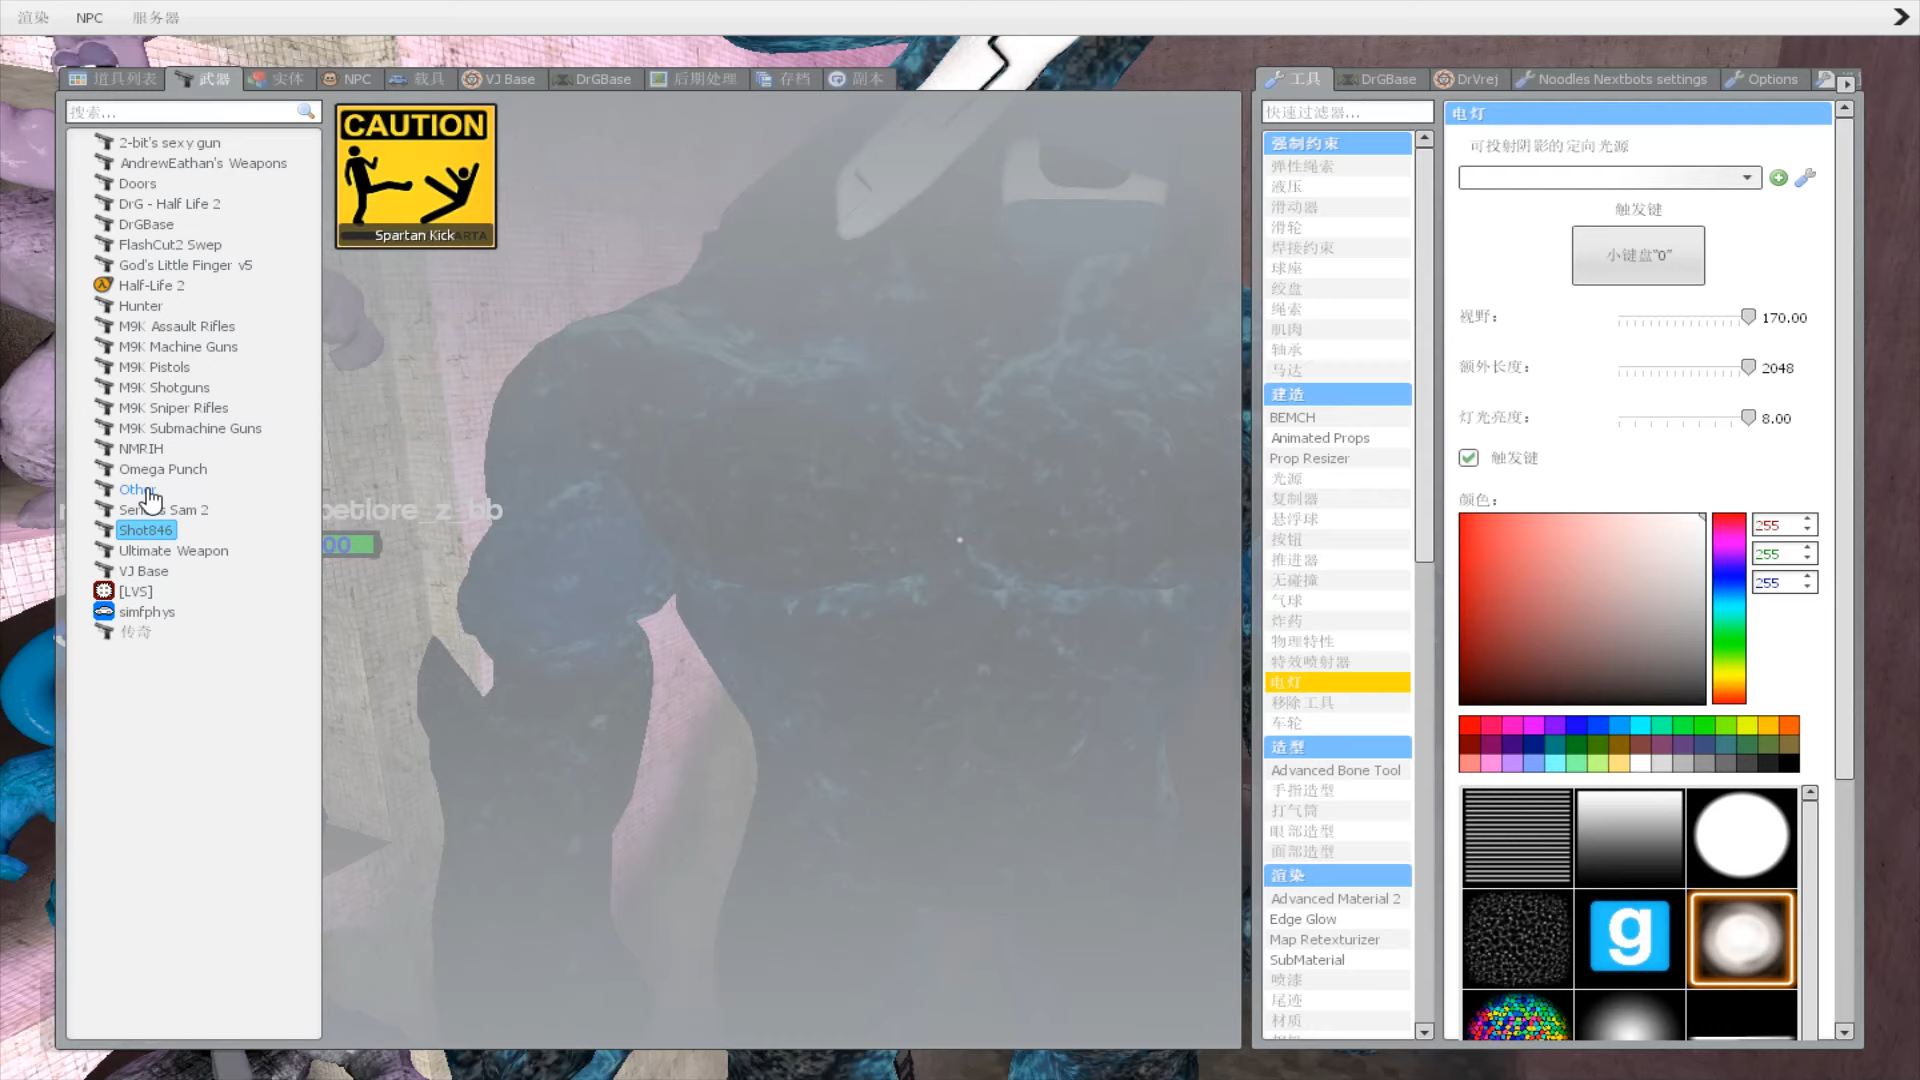 渲染 NPC 服务器
道具列表 武器 实体 NPC 载具 VJ Base DrGBase 后期处理 存档 副本
搜索...
2-bit's sexy gun
AndrewEathan's Weapons
Doors
DrG - Half Life 2
DrGBase
FlashCut2 Swep
God's Little Finger v5
Half-Life 2
Hunter
M9K Assault Rifles
M9K Machine Guns
M9K Pistols
M9K Shotguns
M9K Sniper Rifles
M9K Submachine Guns
NMRIH
Omega Punch
Other
Serious Sam 2
Shot846
Ultimate Weapon
VJ Base
[LVS]
simfphys
传奇
CAUTION
Spartan Kick
betlore_z_bb
00
工具 DrGBase DrVrej Noodles Nextbots settings Options
快速过滤器...
强制约束
弹性绳索
液压
滑动器
滑轮
焊接约束
球座
绞盘
绳索
肌肉
轴承
马达
建造
BEMCH
Animated Props
Prop Resizer
光源
复制器
悬浮球
按钮
推进器
无碰撞
气球
炸药
物理特性
特效喷射器
电灯
移除工具
车轮
造型
Advanced Bone Tool
手指造型
打气筒
眼部造型
面部造型
渲染
Advanced Material 2
Edge Glow
Map Retexturizer
SubMaterial
喷漆
尾迹
材质
电灯
可投射阴影的定向光源
触发键
小键盘"0"
视野： 170.00
额外长度： 2048
灯光亮度： 8.00
触发键
颜色：
255
255
255
g